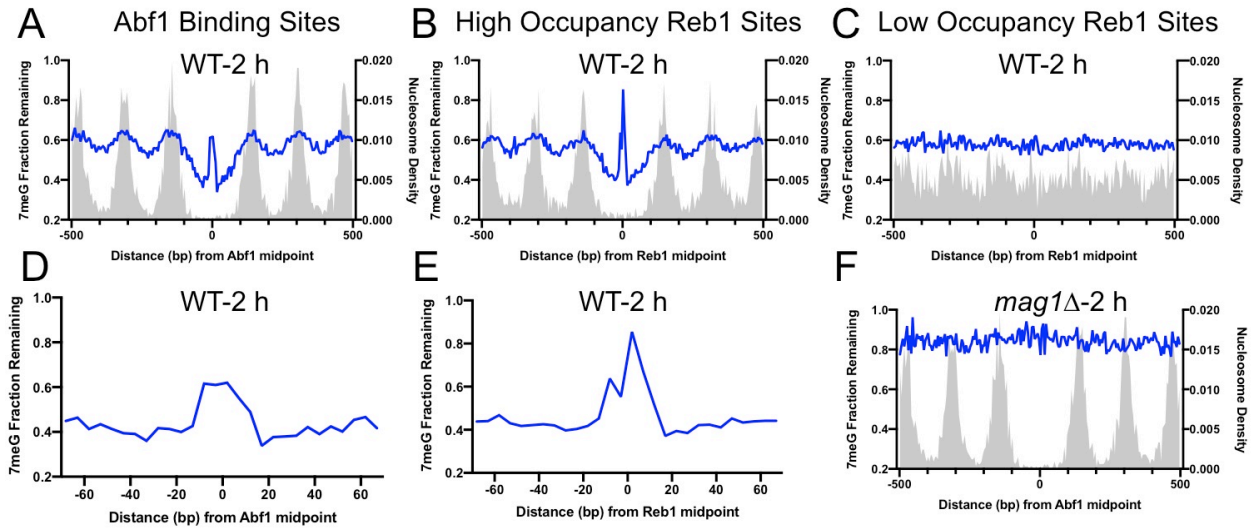 A Abf1 Binding Sites
WT-2 h
1.0
0.8
0.6
0.4
0.2
7meG Fraction Remaining
0.020
0.015
0.010
0.005
0.000
Nucleosome Density
-500 0 500
Distance (bp) from Abf1 midpoint
B High Occupancy Reb1 Sites
WT-2 h
1.0
0.8
0.6
0.4
0.2
7meG Fraction Remaining
0.020
0.015
0.010
0.005
0.000
Nucleosome Density
-500 0 500
Distance (bp) from Reb1 midpoint
C Low Occupancy Reb1 Sites
WT-2 h
1.0
0.8
0.6
0.4
0.2
7meG Fraction Remaining
0.020
0.015
0.010
0.005
0.000
Nucleosome Density
-500 0 500
Distance (bp) from Reb1 midpoint
D
WT-2 h
1.0
0.8
0.6
0.4
0.2
7meG Fraction Remaining
-60 -40 -20 0 20 40 60
Distance (bp) from Abf1 midpoint
E
WT-2 h
1.0
0.8
0.6
0.4
0.2
7meG Fraction Remaining
-60 -40 -20 0 20 40 60
Distance (bp) from Reb1 midpoint
F
mag1Δ-2 h
1.0
0.8
0.6
0.4
0.2
7meG Fraction Remaining
0.020
0.015
0.010
0.005
0.000
Nucleosome Density
-500 0 500
Distance (bp) from Abf1 midpoint